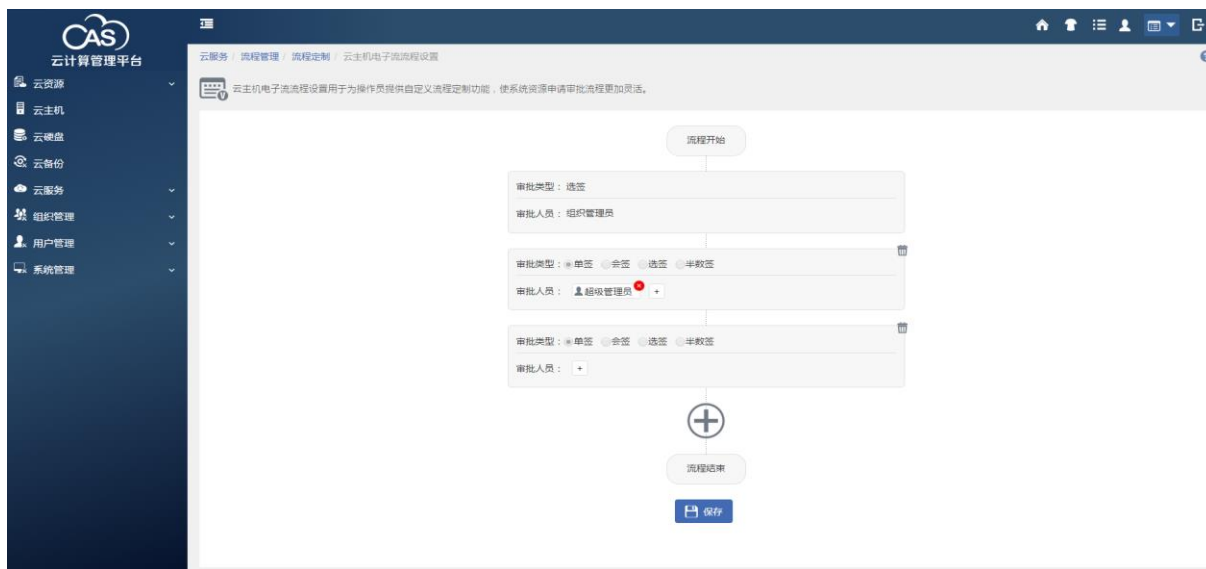 CAS
云计算管理平台
云资源
云主机
云硬盘
云备份
云服务
组织管理
用户管理
系统管理
云服务 / 流程管理 / 流程定制 / 云主机电子流流程设置
云主机电子流流程设置用于为操作员提供自定义流程定制功能，使系统资源申请审批流程更加灵活。
流程开始
审批类型： 选签
审批人员： 组织管理员
审批类型： 单签 会签 选签 半数签
审批人员： 超级管理员 +
审批类型： 单签 会签 选签 半数签
审批人员： +
流程结束
保存